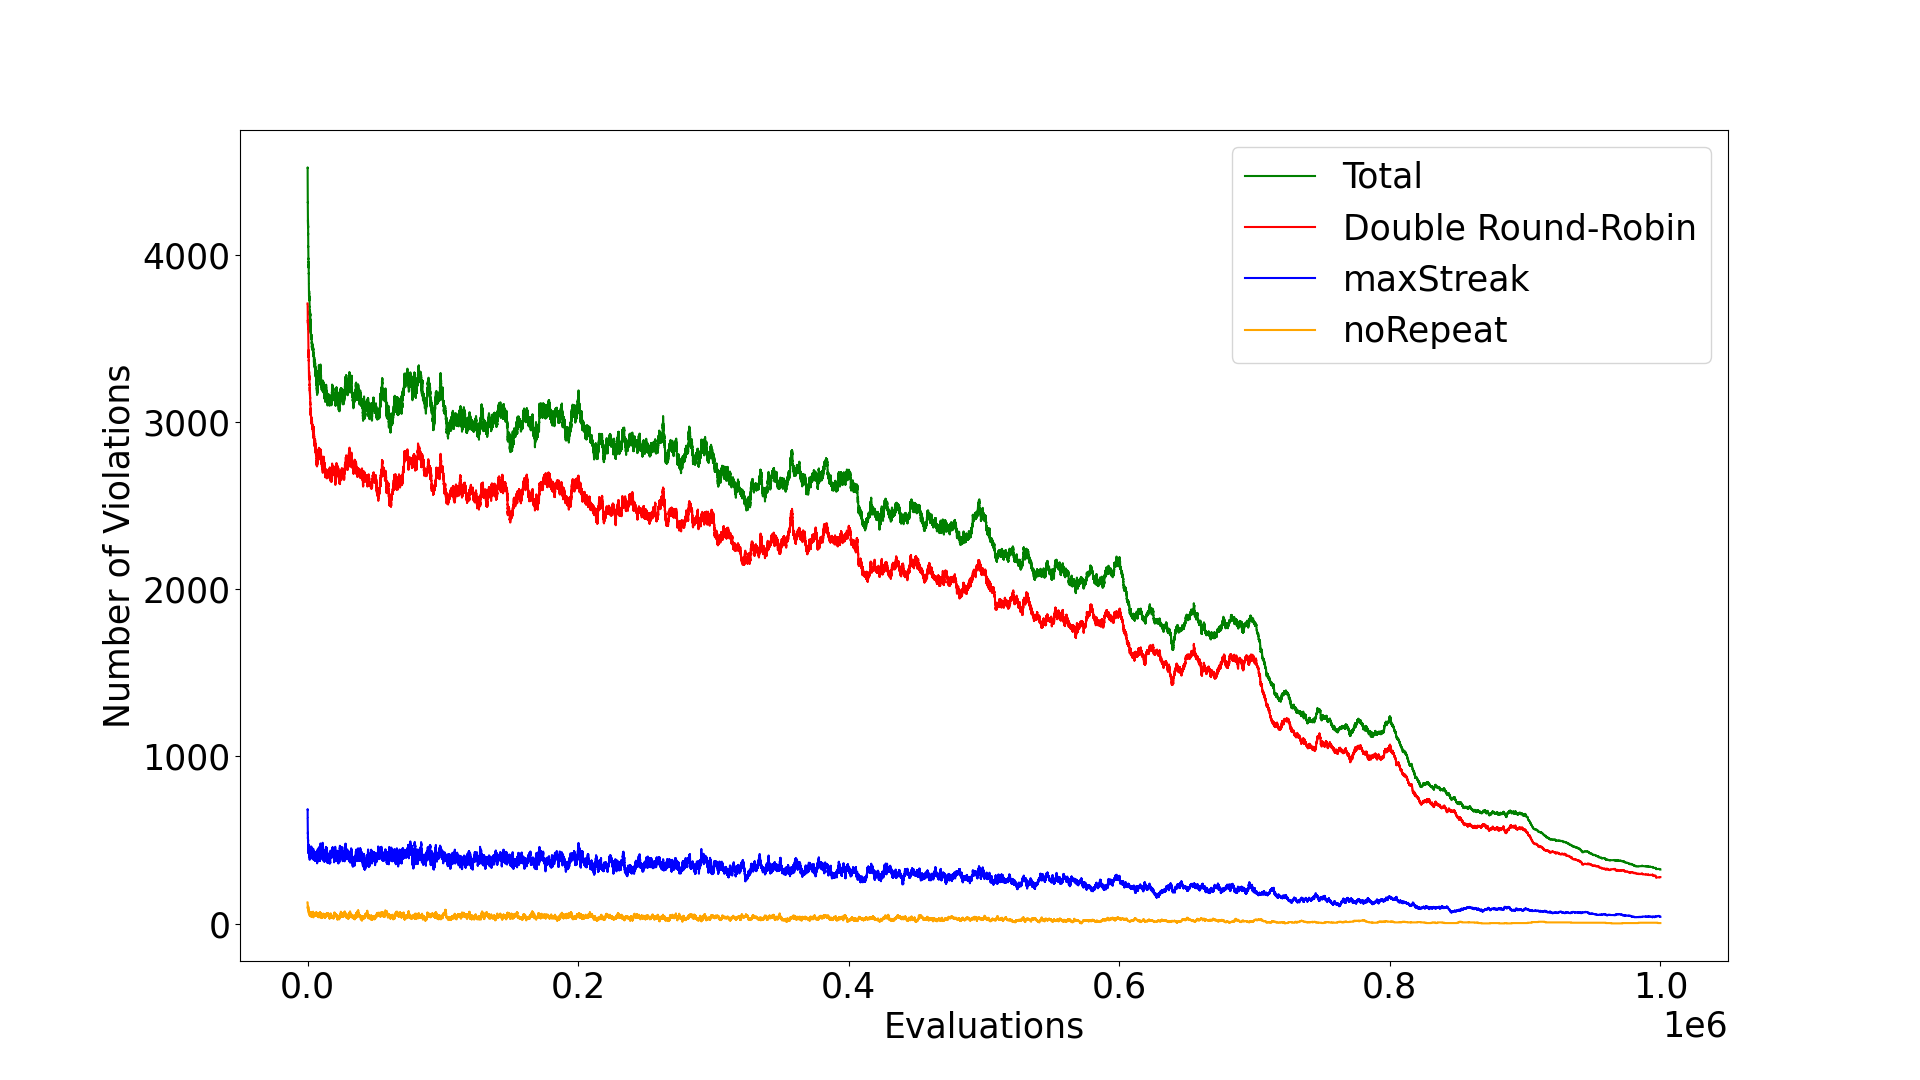 Total
Double Round-Robin
maxStreak
noRepeat
Number of Violations
4000
3000
2000
1000
0
0.0 0.2 0.4 0.6 0.8 1.0
Evaluations
1e6